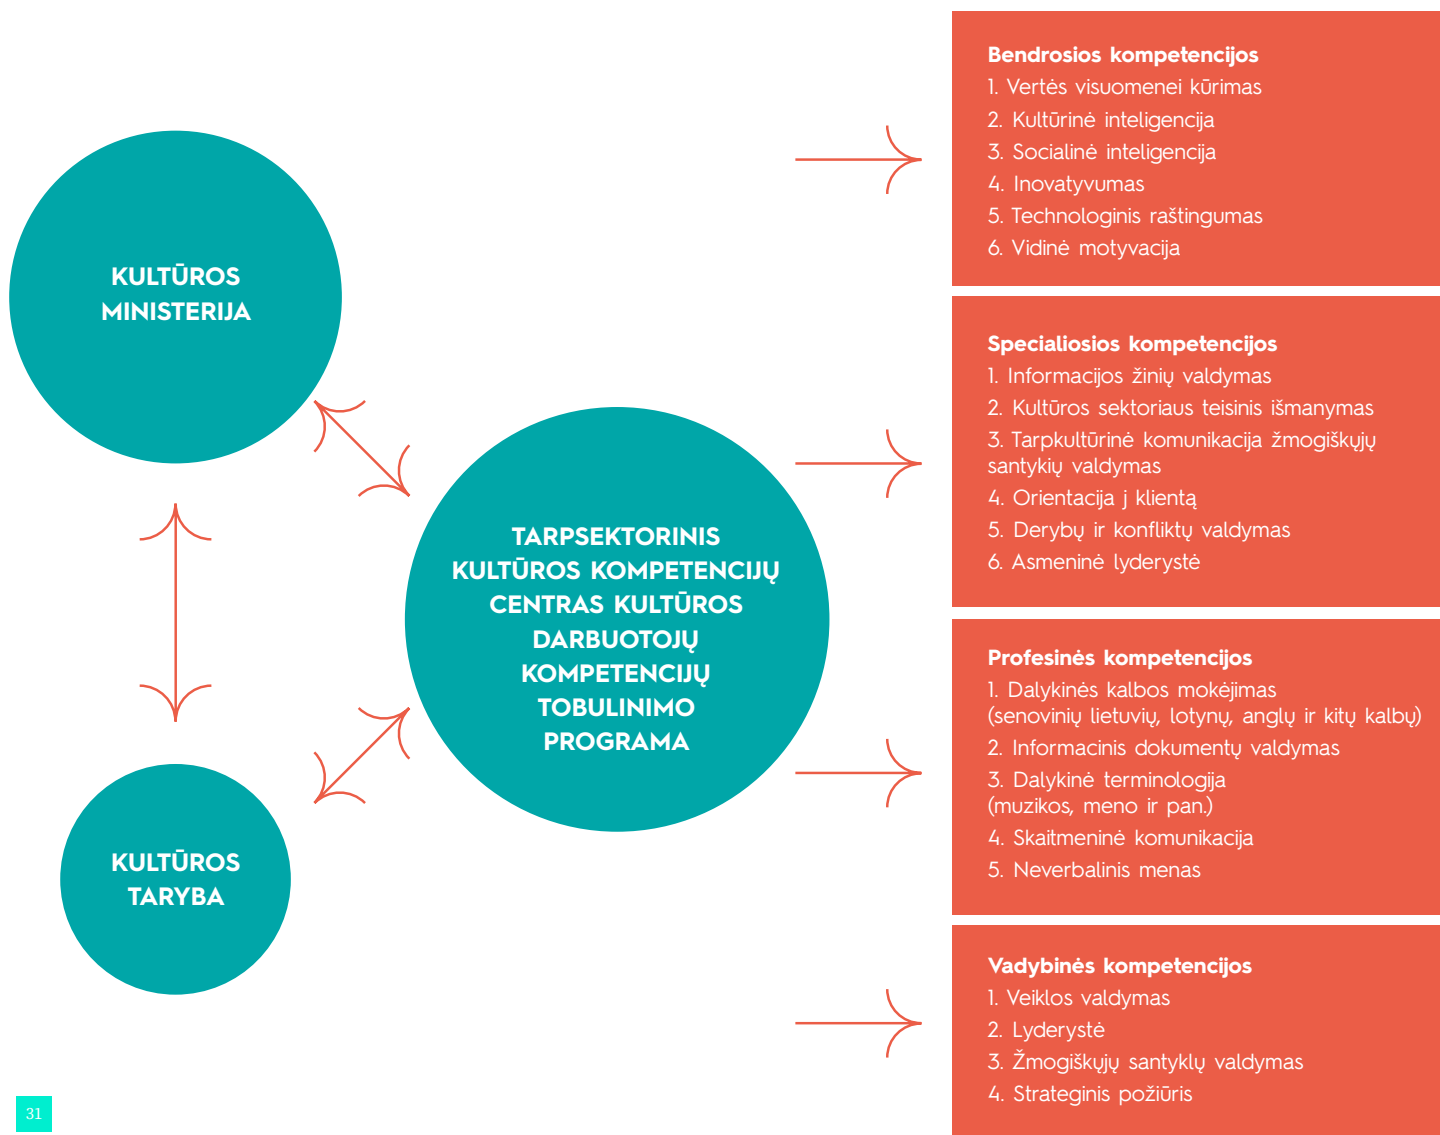 KULTŪROS
MINISTERIJA
KULTŪROS
TARYBA
TARPSEKTORINIS
KULTŪROS KOMPETENCIJŲ
CENTRAS KULTŪROS
DARBUOTOJŲ
KOMPETENCIJŲ
TOBULINIMO
PROGRAMA
Bendrosios kompetencijos
1. Vertės visuomenei kūrimas
2. Kultūrinė inteligencija
3. Socialinė inteligencija
4. Inovatyvumas
5. Technologinis raštingumas
6. Vidinė motyvacija
Specialiosios kompetencijos
1. Informacijos žinių valdymas
2. Kultūros sektoriaus teisinis išmanymas
3. Tarpkultūrinė komunikacija žmogiškųjų
santykių valdymas
4. Orientacija į klientą
5. Derybų ir konfliktų valdymas
6. Asmeninė lyderystė
Profesinės kompetencijos
1. Dalykinės kalbos mokėjimas
(senovinių lietuvių, lotynų, anglų ir kitų kalbų)
2. Informacinis dokumentų valdymas
3. Dalykinė terminologija
(muzikos, meno ir pan.)
4. Skaitmeninė komunikacija
5. Neverbalinis menas
Vadybinės kompetencijos
1. Veiklos valdymas
2. Lyderystė
3. Žmogiškųjų santyklų valdymas
4. Strateginis požiūris
31